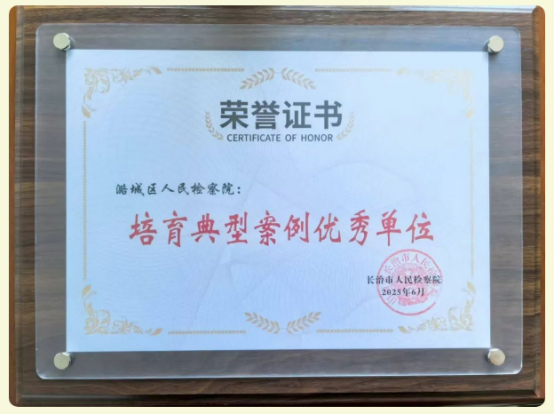 荣誉证书
CERTIFICATE OF HONOR
潞城区人民检察院：
培育典型案例优秀单位
长治市人民检察院
2025年6月